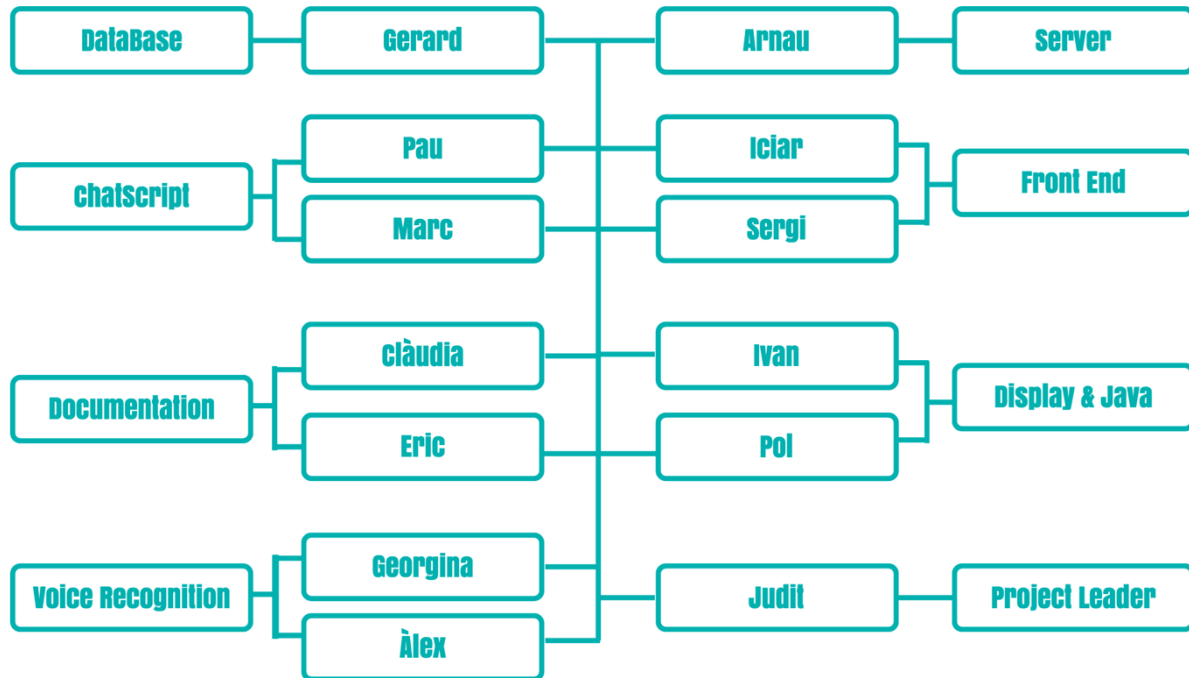 DataBase
Gerard
Arnau
Server
Pau
Iciar
Chatscript
Front End
Marc
Sergi
Clàudia
Ivan
Documentation
Display & Java
Eric
Pol
Georgina
Voice Recognition
Judit
Project Leader
Àlex